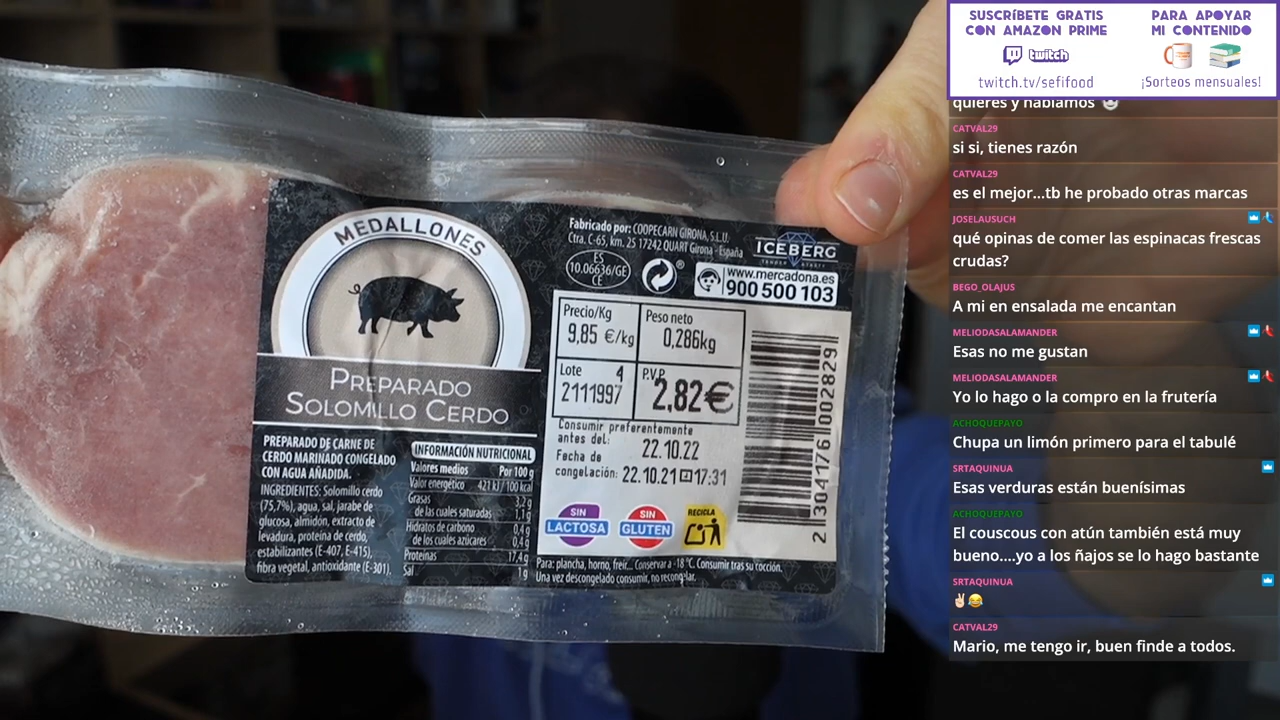 MEDALLONES
PREPARADO
SOLOMILLO CERDO
PREPARADO DE CARNE DE
CERDO MARINADO CONGELADO
CON AGUA AÑADIDA.
INGREDIENTES: Solomillo cerdo
(75,7%), agua, sal, jarabe de
glucosa, almidón, extracto de
levadura, proteína de cerdo,
estabilizantes (E-407, E-415),
fibra vegetal, antioxidante (E-301).
INFORMACIÓN NUTRICIONAL
Valores medios Por 100 g
Valor energético 421 kJ / 100 kcal
Grasas 3,2 g
de las cuales saturadas 1,1 g
Hidratos de carbono 0,4 g
de los cuales azúcares 0,4 g
Proteínas 17,4 g
Sal 1 g
Fabricado por: COOPECARN GIRONA, S.L.U.
Ctra. C-65, km. 25 17242 QUART Girona - España
ES
10.06636/GE
CE
®
ICEBERG
www.mercadona.es
900 500 103
Precio/Kg
9,85 €/kg
Peso neto
0,286kg
Lote 4
2111997
P.V.P.
2,82€
Consumir preferentemente
antes del: 22.10.22
Fecha de
congelación: 22.10.21 17:31
SIN
LACTOSA
SIN
GLUTEN
RECICLA
2 304176 002829
Para: plancha, horno, freír... Conservar a -18 °C. Consumir tras su cocción.
Una vez descongelado consumir, no recongelar.
SUSCRÍBETE GRATIS
CON AMAZON PRIME
twitch
twitch.tv/sefifood
PARA APOYAR
MI CONTENIDO
¡Sorteos mensuales!
quieres y hablamos
CATVAL29
si si, tienes razón
CATVAL29
es el mejor...tb he probado otras marcas
JOSELAUSUCH
qué opinas de comer las espinacas frescas
crudas?
BEGO_OLAJUS
A mi en ensalada me encantan
MELIODASALAMANDER
Esas no me gustan
MELIODASALAMANDER
Yo lo hago o la compro en la frutería
ACHOQUEPAYO
Chupa un limón primero para el tabulé
SRTAQUINUA
Esas verduras están buenísimas
ACHOQUEPAYO
El couscous con atún también está muy
bueno....yo a los ñajos se lo hago bastante
SRTAQUINUA
✌🏻😂
CATVAL29
Mario, me tengo ir, buen finde a todos.